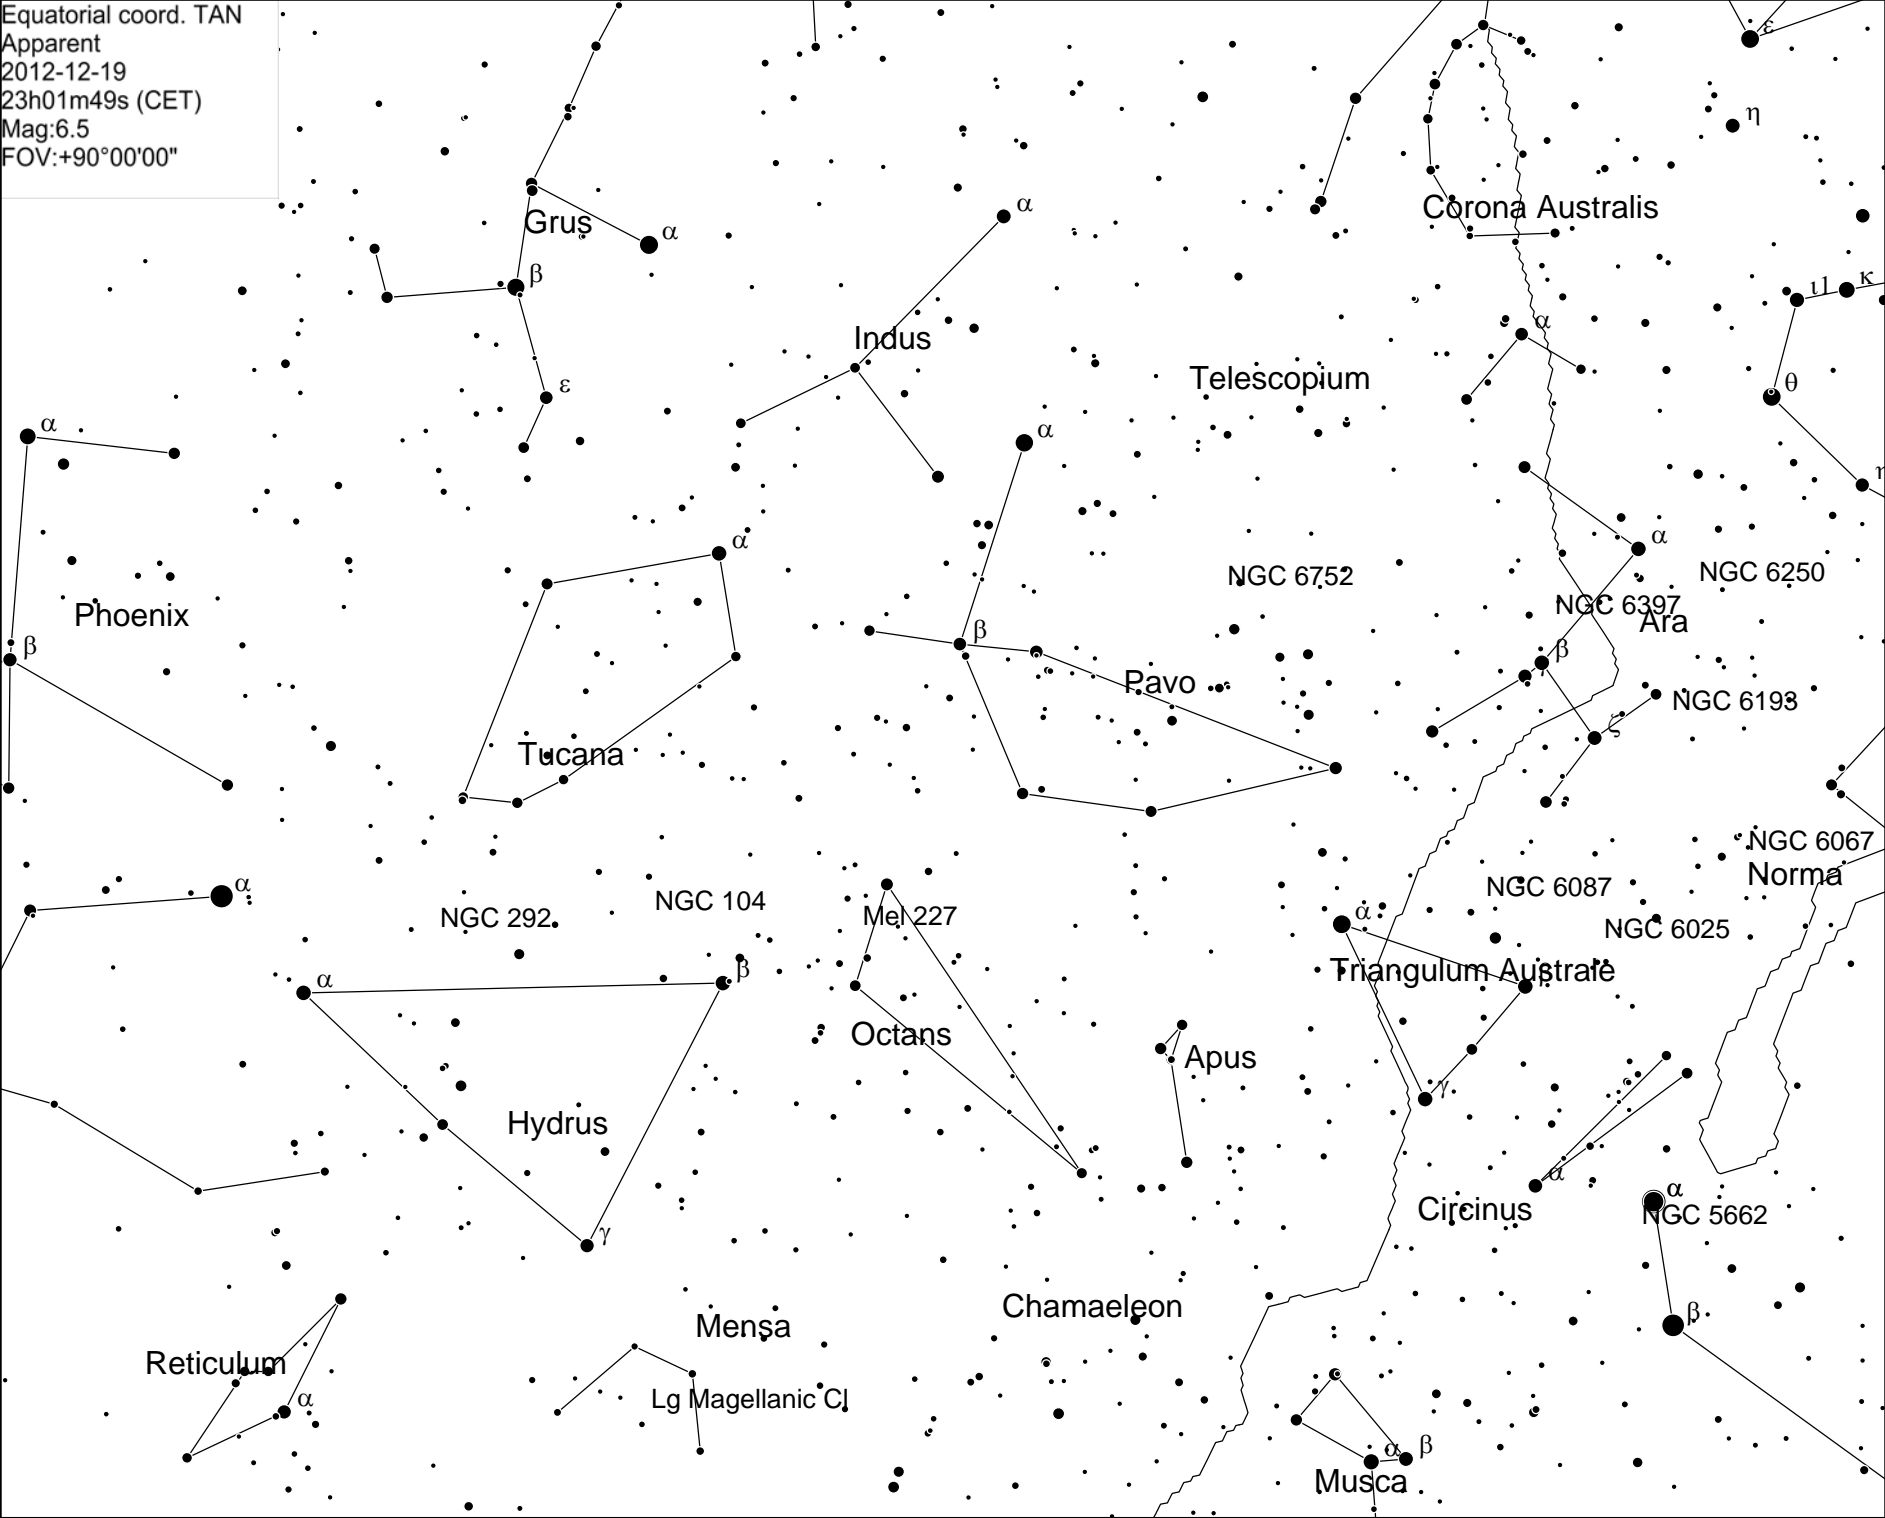 Equatorial coord. TAN
Apparent
2012-12-19
23h01m49s (CET)
Mag:6.5
FOV:+90°00'00"
ε
η
Grus
α
α
Corona Australis
β
ι1
κ
Indus
α
Telescopium
ε
θ
α
α
η
α
α
NGC 6752
NGC 6250
Phoenix
NGC 6397
Ara
β
β
β
Pavo
NGC 6193
ζ
Tucana
NGC 6067
Norma
α
NGC 292
NGC 104
Mel 227
NGC 6087
α
NGC 6025
α
β
Triangulum Australe
β
Octans
Apus
γ
Hydrus
α
Circinus
α
NGC 5662
γ
Chamaeleon
β
Mensa
Reticulum
α
Lg Magellanic Cl
α
β
Musca